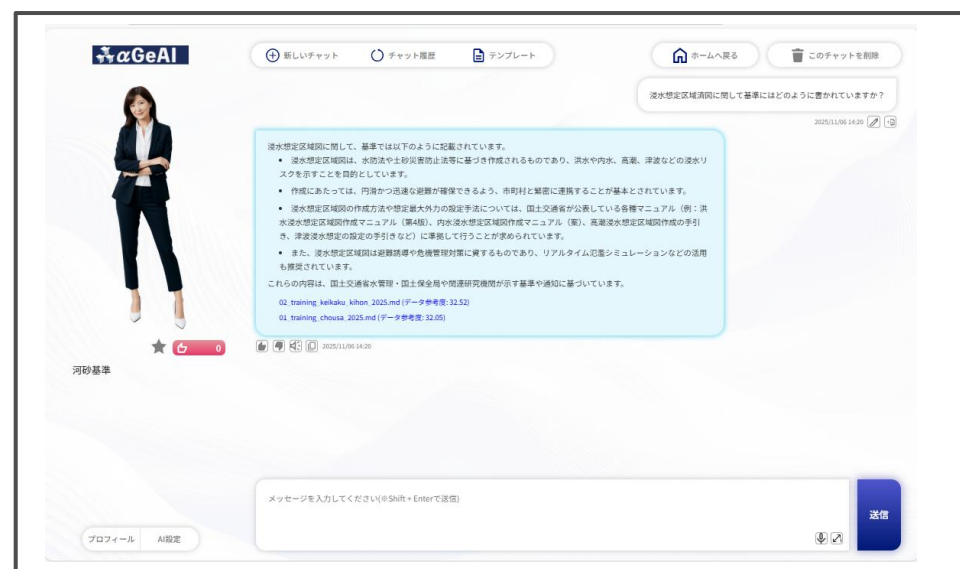 αGeAI
新しいチャット
チャット履歴
テンプレート
ホームへ戻る
このチャットを削除
浸水想定区域済図に関して基準にはどのように書かれていますか？
2025/11/06 14:20
浸水想定区域図に関して、基準では以下のように記載されています。
• 浸水想定区域図は、水防法や土砂災害防止法等に基づき作成されるものであり、洪水や内水、高潮、津波などの浸水リ
スクを示すことを目的としています。
• 作成にあたっては、円滑かつ迅速な避難が確保できるよう、市町村と緊密に連携することが基本とされています。
• 浸水想定区域図の作成方法や想定最大外力の設定手法については、国土交通省が公表している各種マニュアル（例：洪
水浸水想定区域図作成マニュアル（第4版）、内水浸水想定区域図作成マニュアル（案）、高潮浸水想定区域図作成の手引
き、津波浸水想定の設定の手引きなど）に準拠して行うことが求められています。
• また、浸水想定区域図は避難誘導や危機管理対策に資するものであり、リアルタイム氾濫シミュレーションなどの活用
も推奨されています。
これらの内容は、国土交通省水管理・国土保全局や関連研究機関が示す基準や通知に基づいています。
02_training_keikaku_kihon_2025.md (データ参考度: 32.52)
01_training_chousa_2025.md (データ参考度: 32.05)
2025/11/06 14:20
0
河砂基準
メッセージを入力してください(※Shift + Enterで送信)
送信
プロフィール
AI設定